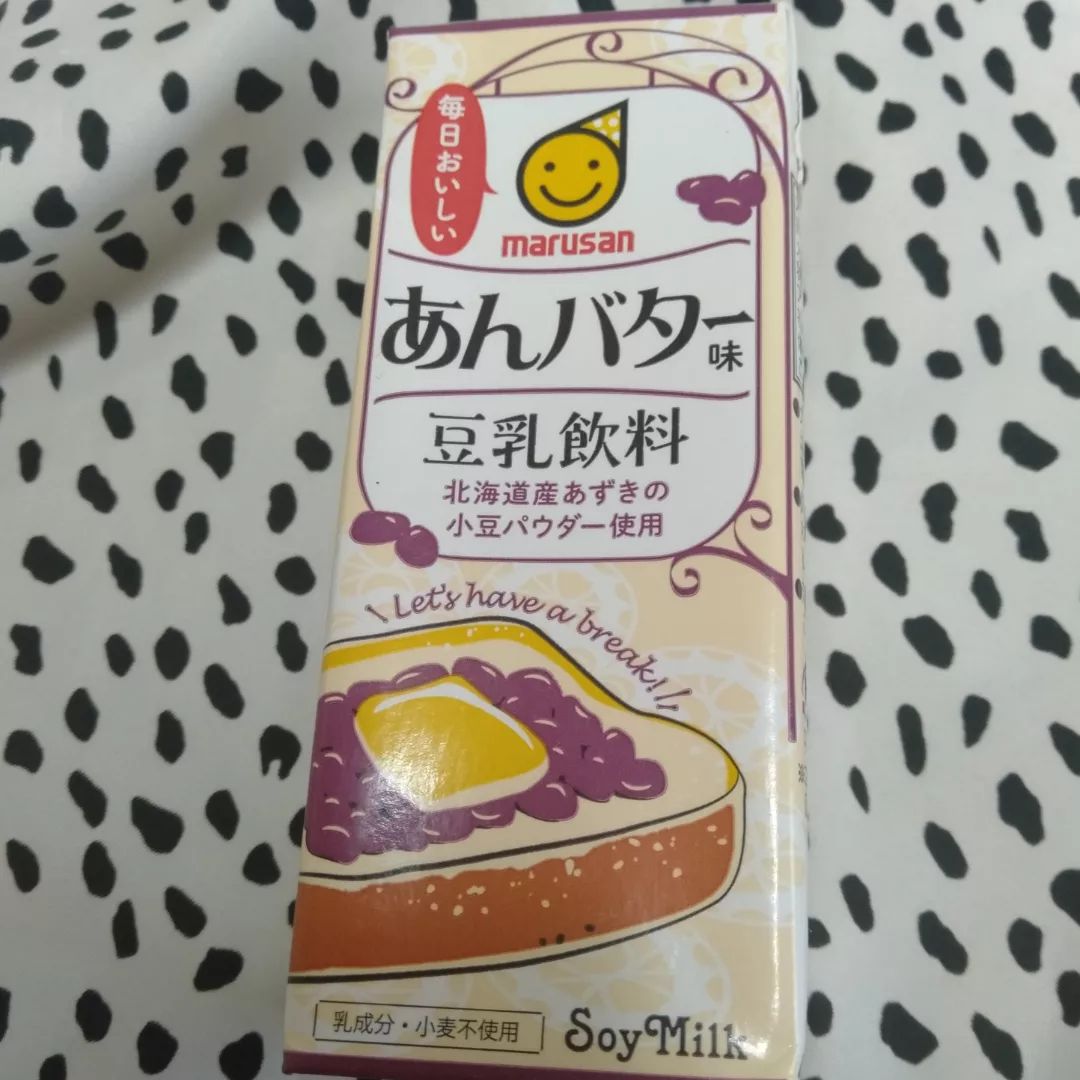 毎日おいしい
marusan
あんバター味
豆乳飲料
北海道産あずきの
小豆パウダー使用
Let's have a break!
乳成分・小麦不使用
Soy Milk